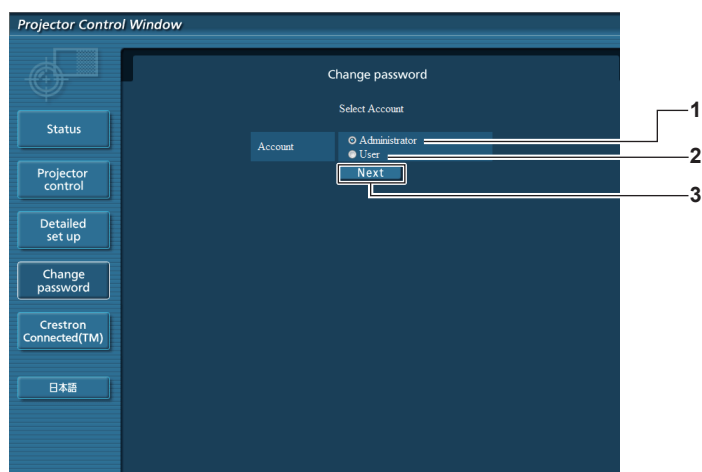 Projector Control Window
Change password
Select Account
Account
Administrator
User
Next
Status
Projector
control
Detailed
set up
Change
password
Crestron
Connected(TM)
日本語
1
2
3